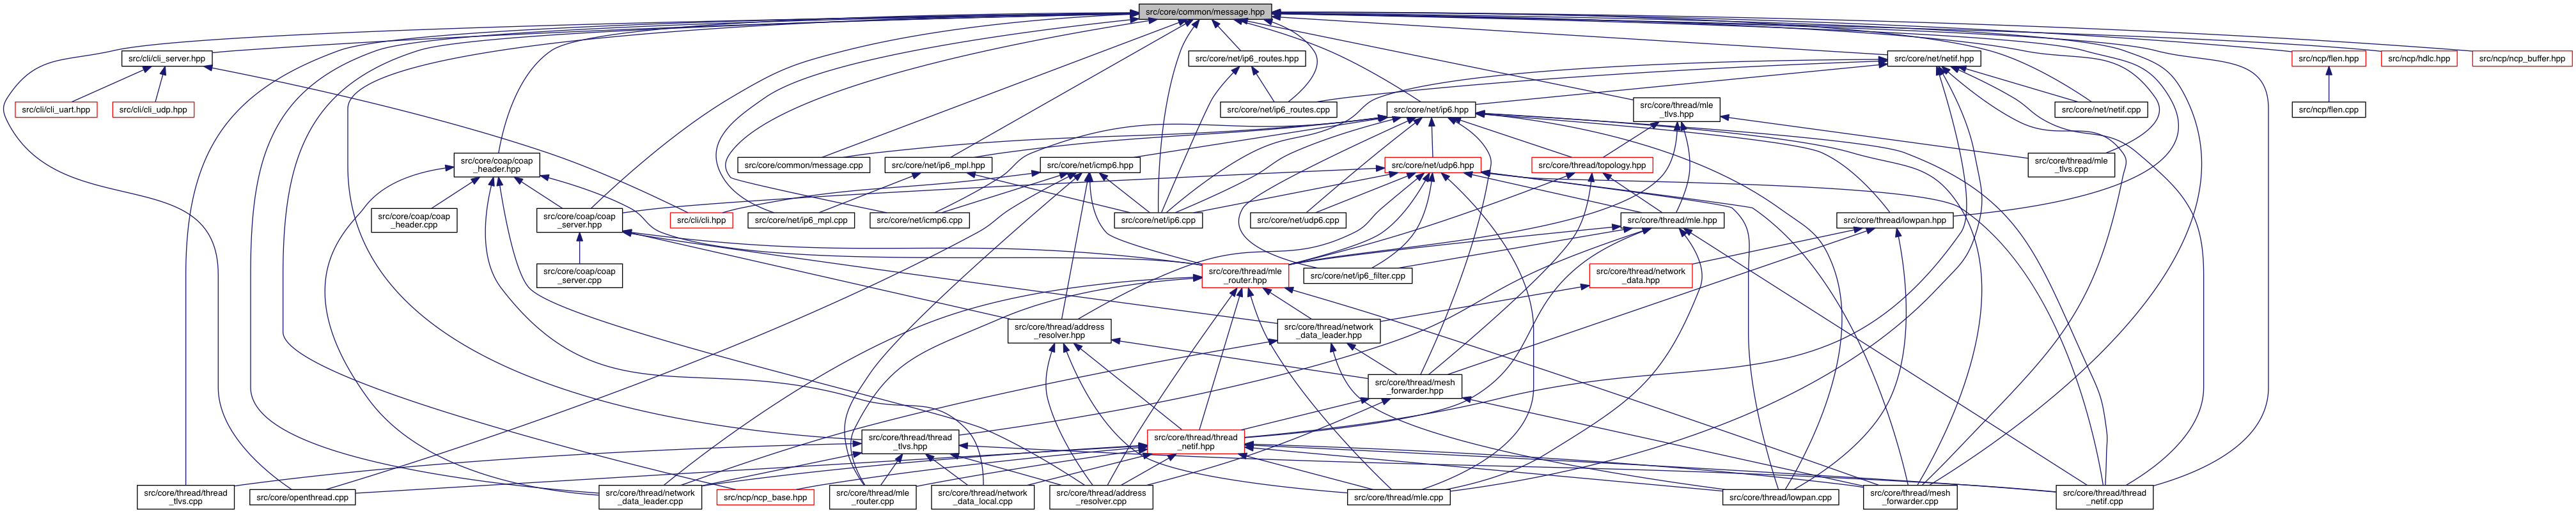 src/core/common/message.hpp
src/cli/cli_server.hpp
src/core/net/ip6_routes.hpp
src/core/net/netif.hpp
src/ncp/flen.hpp
src/ncp/hdlc.hpp
src/ncp/ncp_buffer.hpp
src/cli/cli_uart.hpp
src/cli/cli_udp.hpp
src/core/net/ip6_routes.cpp
src/core/net/ip6.hpp
src/core/thread/mle
_tlvs.hpp
src/core/net/netif.cpp
src/ncp/flen.cpp
src/core/coap/coap
_header.hpp
src/core/common/message.cpp
src/core/net/ip6_mpl.hpp
src/core/net/icmp6.hpp
src/core/net/udp6.hpp
src/core/thread/topology.hpp
src/core/thread/mle
_tlvs.cpp
src/core/coap/coap
_header.cpp
src/core/coap/coap
_server.hpp
src/cli/cli.hpp
src/core/net/ip6_mpl.cpp
src/core/net/icmp6.cpp
src/core/net/ip6.cpp
src/core/net/udp6.cpp
src/core/thread/mle.hpp
src/core/thread/lowpan.hpp
src/core/coap/coap
_server.cpp
src/core/thread/mle
_router.hpp
src/core/net/ip6_filter.cpp
src/core/thread/network
_data.hpp
src/core/thread/address
_resolver.hpp
src/core/thread/network
_data_leader.hpp
src/core/thread/mesh
_forwarder.hpp
src/core/thread/thread
_tlvs.hpp
src/core/thread/thread
_netif.hpp
src/core/thread/thread
_tlvs.cpp
src/core/openthread.cpp
src/core/thread/network
_data_leader.cpp
src/ncp/ncp_base.hpp
src/core/thread/mle
_router.cpp
src/core/thread/network
_data_local.cpp
src/core/thread/address
_resolver.cpp
src/core/thread/mle.cpp
src/core/thread/lowpan.cpp
src/core/thread/mesh
_forwarder.cpp
src/core/thread/thread
_netif.cpp